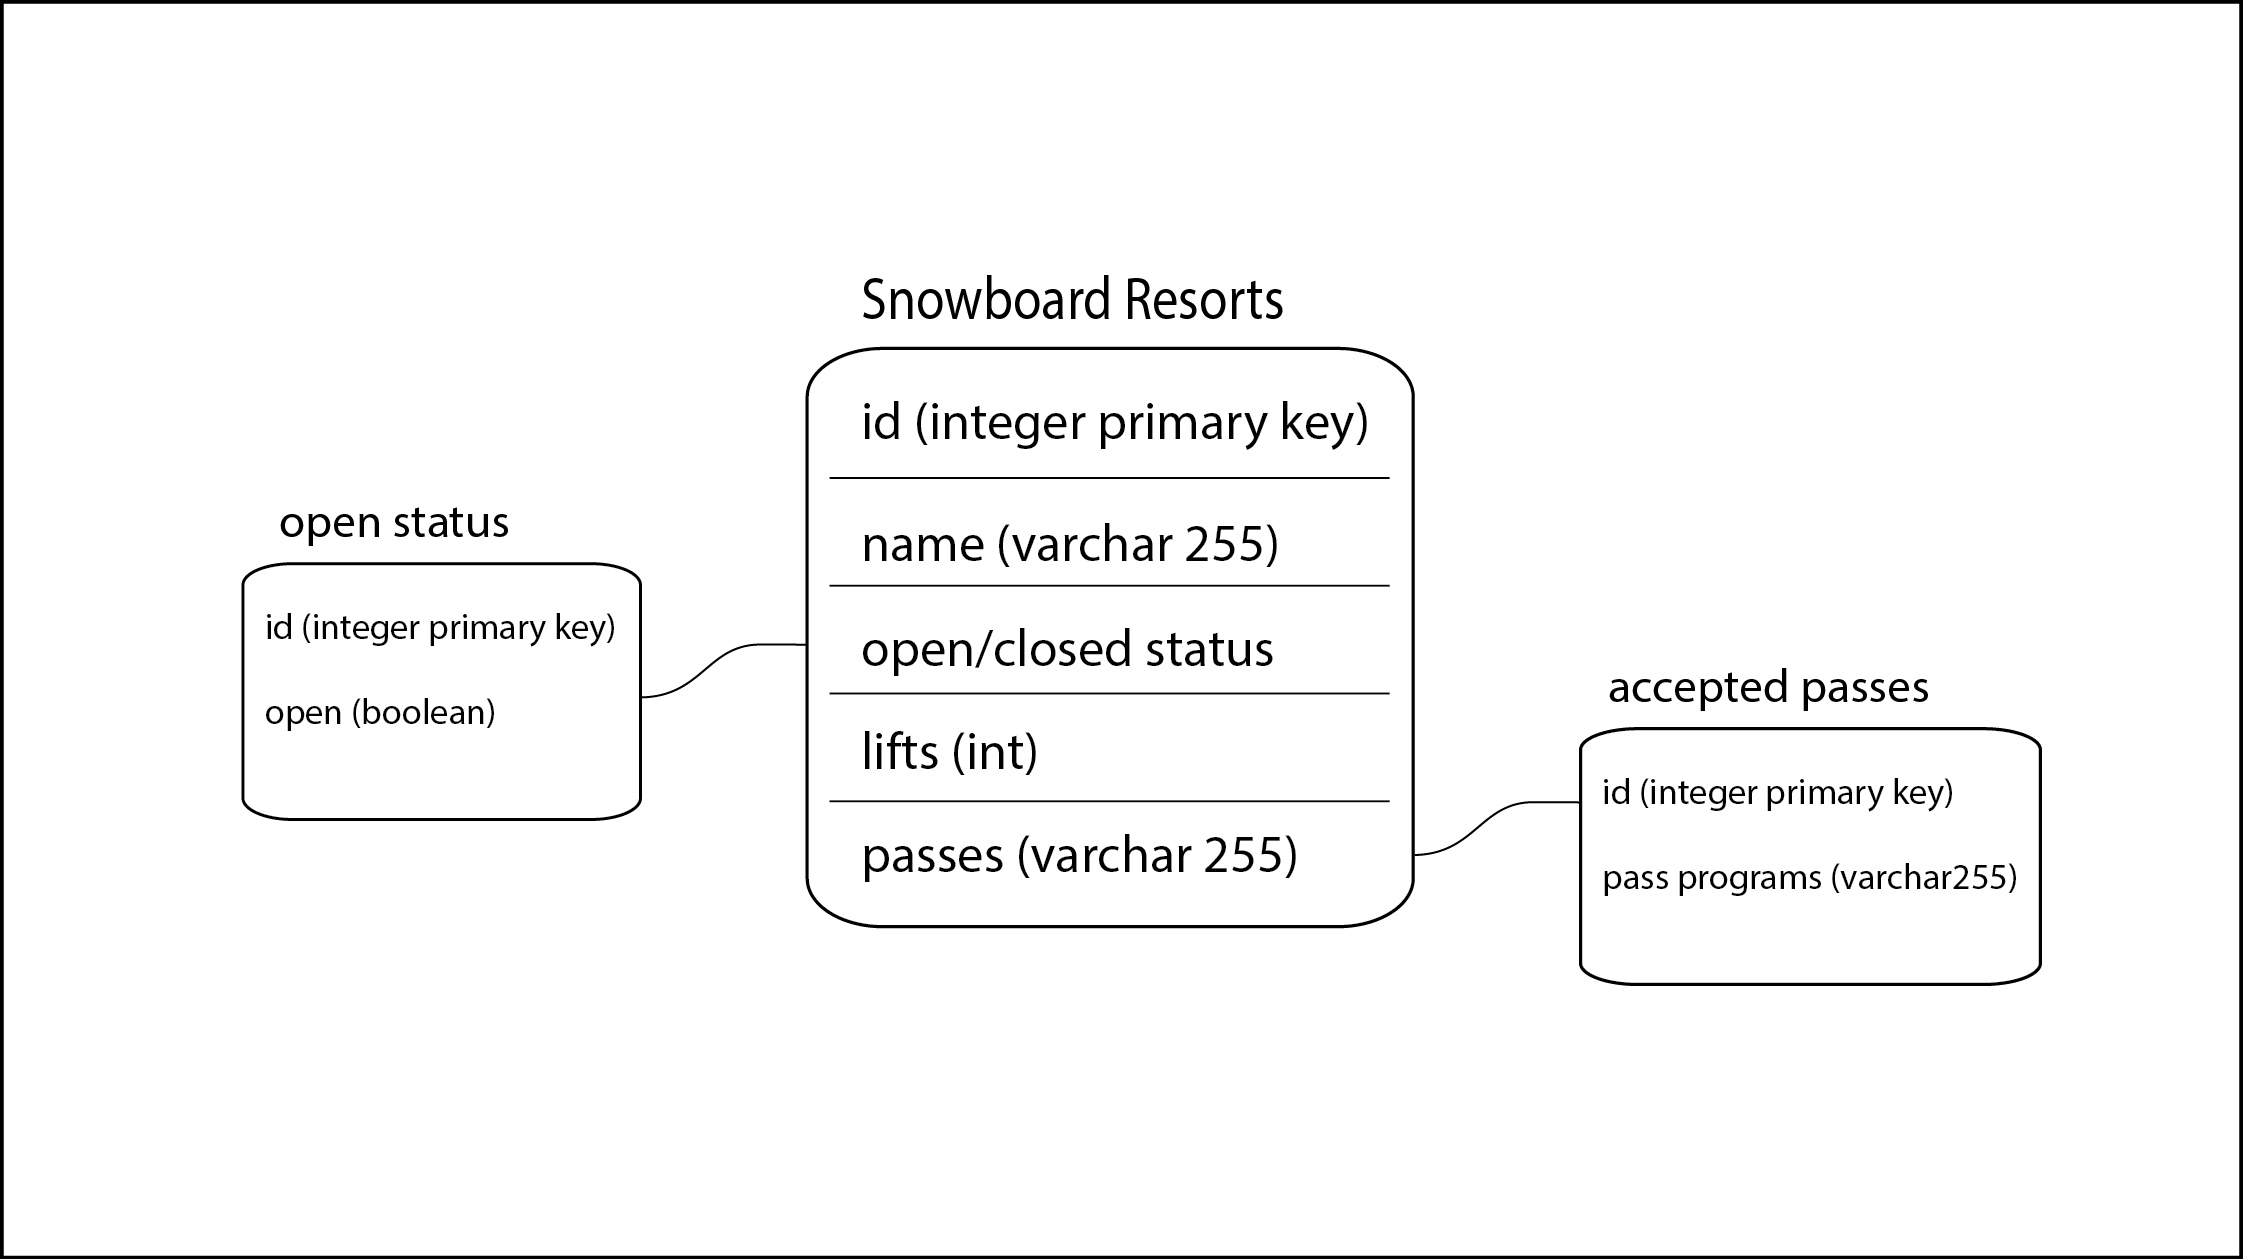 Snowboard Resorts
id (integer primary key)
name (varchar 255)
open/closed status
lifts (int)
passes (varchar 255)
open status
id (integer primary key)
open (boolean)
accepted passes
id (integer primary key)
pass programs (varchar255)